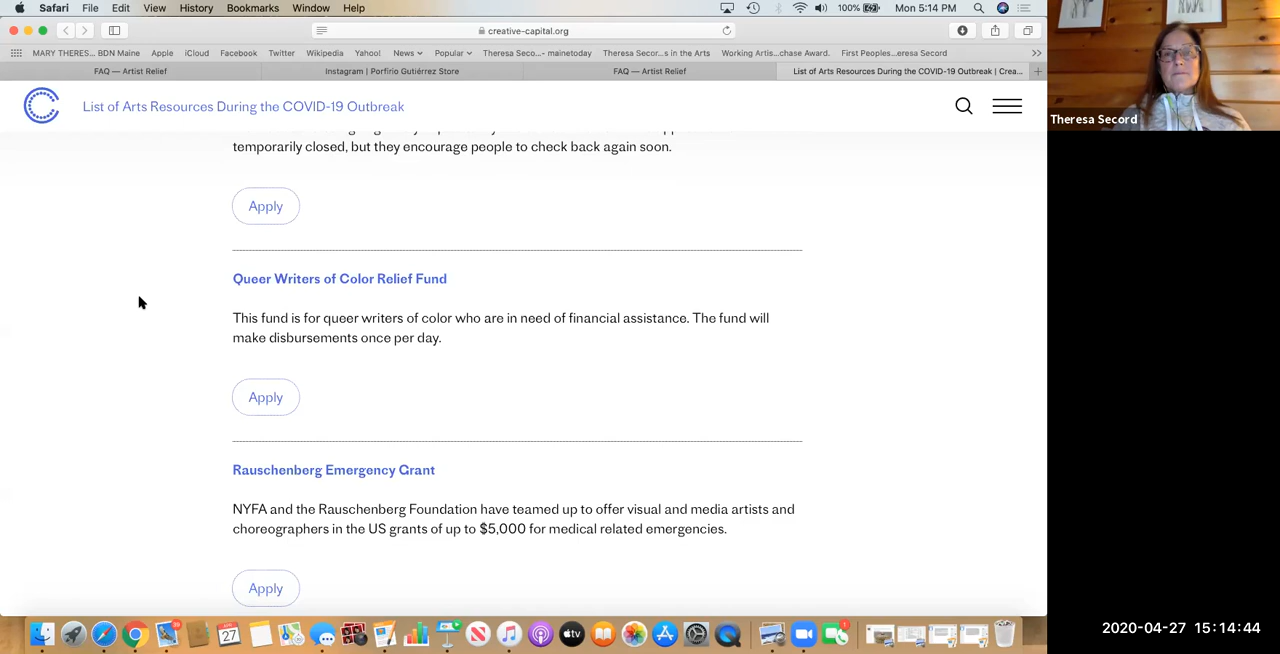 Safari File Edit View History Bookmarks Window Help 100% Mon 5:14 PM
creative-capital.org
MARY THERES... BDN Maine Apple iCloud Facebook Twitter Wikipedia Yahoo! News Popular Theresa Seco...- mainetoday Theresa Secor...s in the Arts Working Artis...chase Award. First Peoples...eresa Secord
FAQ — Artist Relief Instagram | Porfirio Gutiérrez Store FAQ — Artist Relief List of Arts Resources During the COVID-19 Outbreak | Crea...
List of Arts Resources During the COVID-19 Outbreak
temporarily closed, but they encourage people to check back again soon.
Apply
Queer Writers of Color Relief Fund
This fund is for queer writers of color who are in need of financial assistance. The fund will
make disbursements once per day.
Apply
Rauschenberg Emergency Grant
NYFA and the Rauschenberg Foundation have teamed up to offer visual and media artists and
choreographers in the US grants of up to $5,000 for medical related emergencies.
Apply
Theresa Secord
APR
27
tv
1
2020-04-27 15:14:44